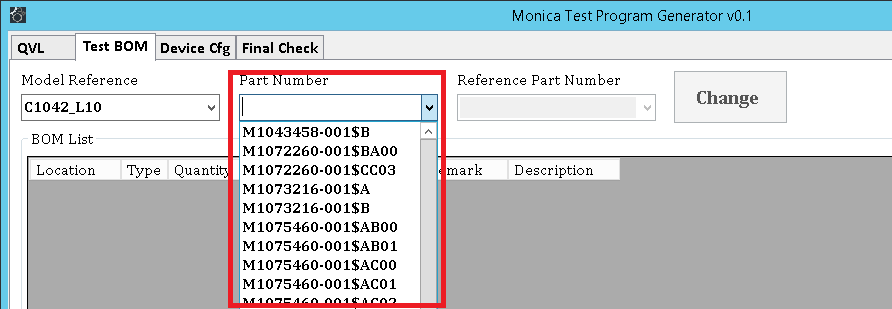 Monica Test Program Generator v0.1
QVL Test BOM Device Cfg Final Check
Model Reference Part Number Reference Part Number
C1042_L10 Change
BOM List
M1043458-001$B
M1072260-001$BA00
Location Type Quantity M1072260-001$CC03 emark Description
M1073216-001$A
M1073216-001$B
M1075460-001$AB00
M1075460-001$AB01
M1075460-001$AC00
M1075460-001$AC01